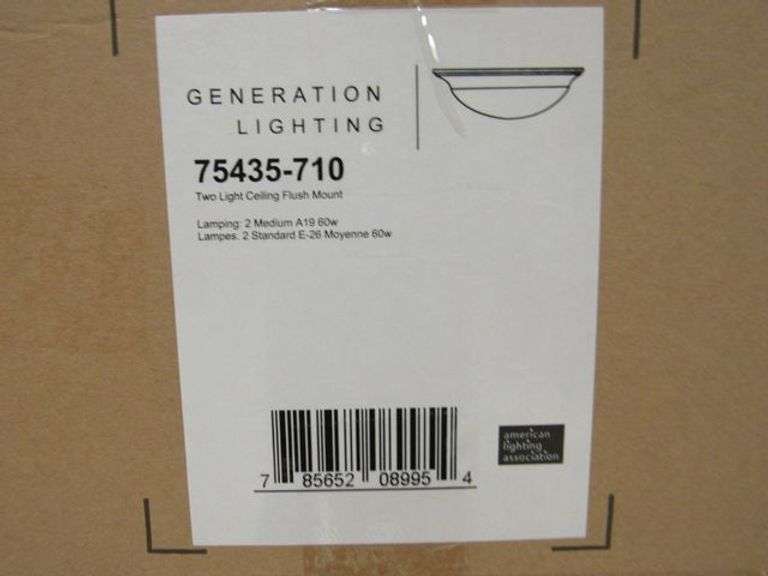 GENERATION
LIGHTING
75435-710
Two Light Ceiling Flush Mount
Lamping: 2 Medium A19 60w
Lampes: 2 Standard E-26 Moyenne 60w
7 85652 08995 4
american
lighting
association